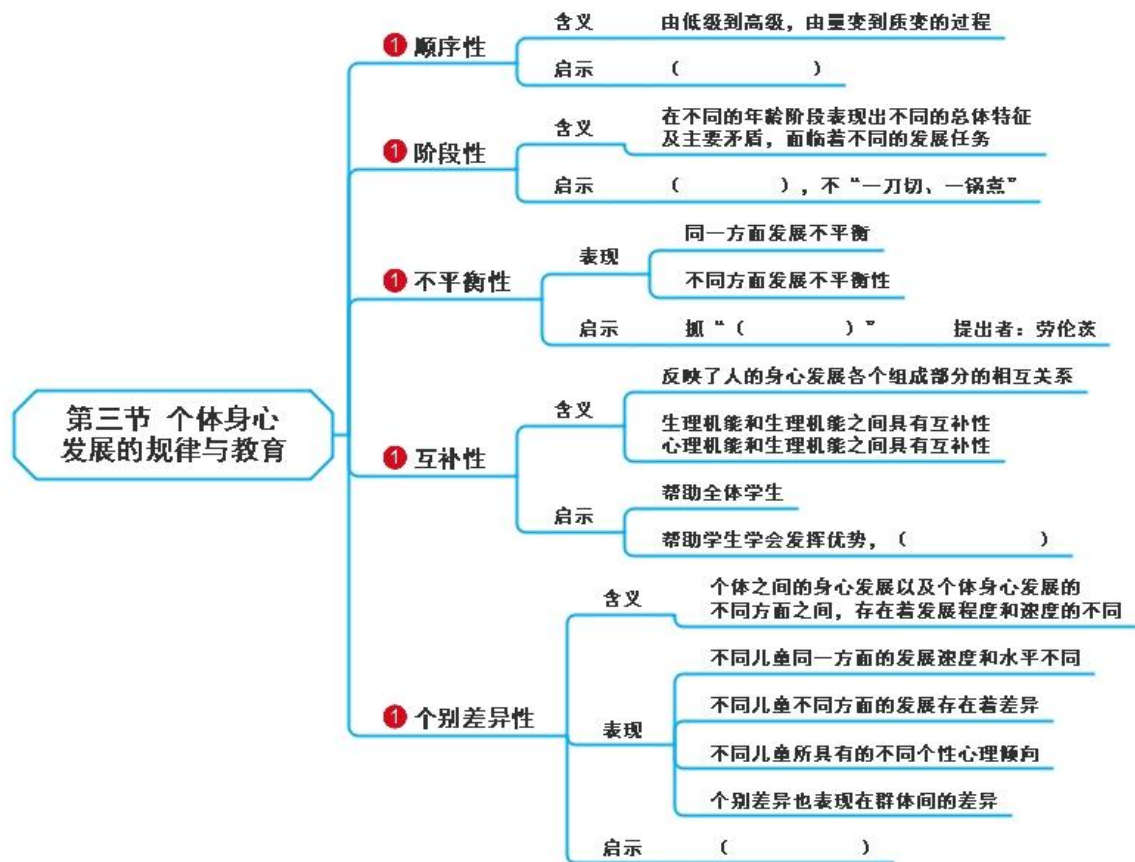 第三节 个体身心
发展的规律与教育
1 顺序性
含义 由低级到高级，由量变到质变的过程
启示 （ ）
1 阶段性
含义 在不同的年龄阶段表现出不同的总体特征
及主要矛盾，面临着不同的发展任务
启示 （ ），不“一刀切、一锅煮”
1 不平衡性
表现
同一方面发展不平衡
不同方面发展不平衡性
启示 抓“（ ）” 提出者：劳伦茨
1 互补性
含义
反映了人的身心发展各个组成部分的相互关系
生理机能和生理机能之间具有互补性
心理机能和生理机能之间具有互补性
启示
帮助全体学生
帮助学生学会发挥优势，（ ）
1 个别差异性
含义
个体之间的身心发展以及个体身心发展的
不同方面之间，存在着发展程度和速度的不同
表现
不同儿童同一方面的发展速度和水平不同
不同儿童不同方面的发展存在着差异
不同儿童所具有的不同个性心理倾向
个别差异也表现在群体间的差异
启示 （ ）